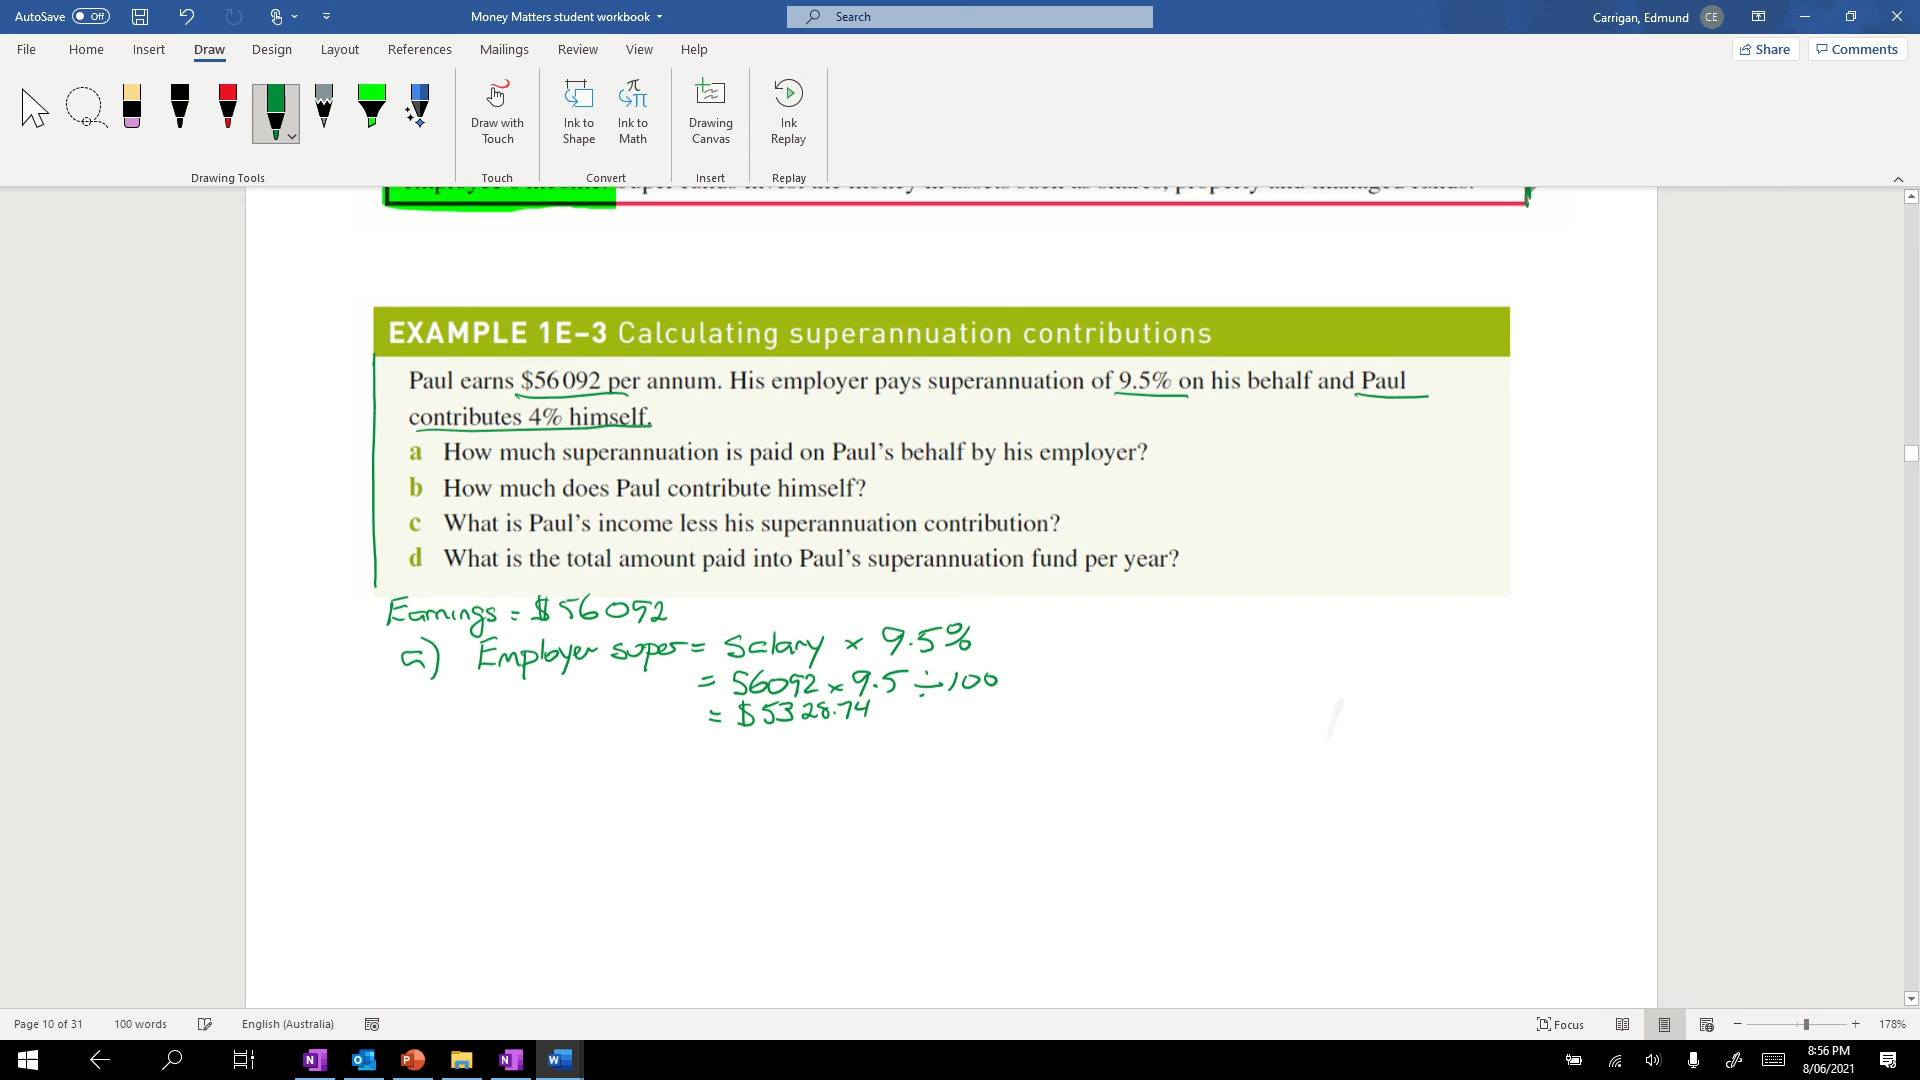 AutoSave Off Money Matters student workbook Search Carrigan, Edmund CE
File Home Insert Draw Design Layout References Mailings Review View Help Share Comments
Draw with Touch
Ink to Shape
Ink to Math
Drawing Canvas
Ink Replay
Drawing Tools Touch Convert Insert Replay
EXAMPLE 1E–3 Calculating superannuation contributions
Paul earns $56 092 per annum. His employer pays superannuation of 9.5% on his behalf and Paul
contributes 4% himself.
a How much superannuation is paid on Paul's behalf by his employer?
b How much does Paul contribute himself?
c What is Paul's income less his superannuation contribution?
d What is the total amount paid into Paul's superannuation fund per year?
Earnings = $56092
a) Employer super = Salary × 9.5%
= 56092 × 9.5 ÷ 100
= $5328.74
Page 10 of 31 100 words English (Australia) Focus 178%
8:56 PM
8/06/2021